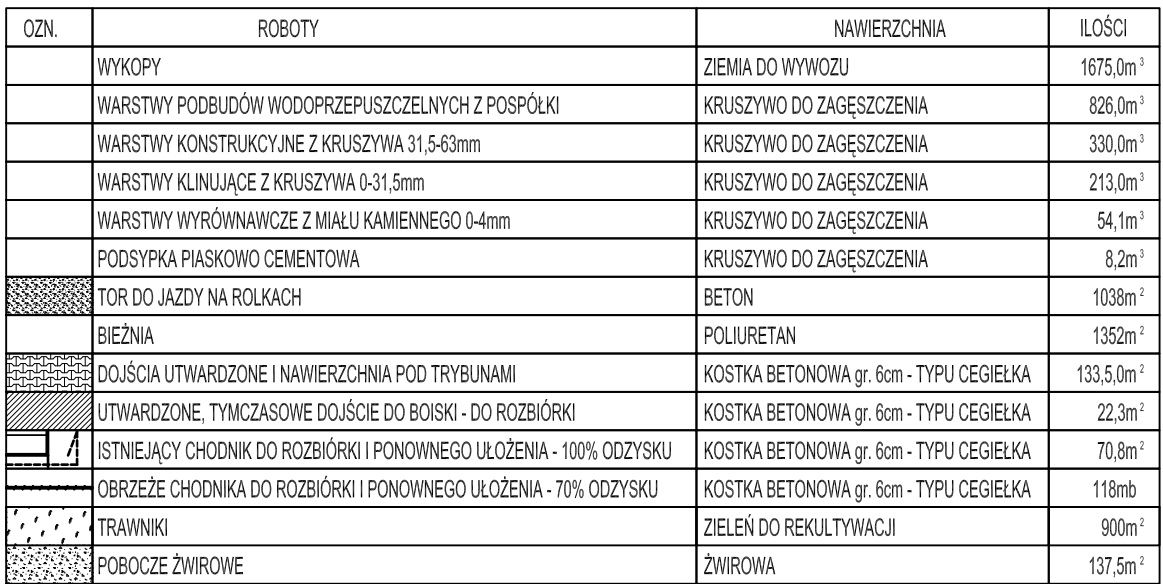 OZN. ROBOTY NAWIERZCHNIA ILOŚCI
WYKOPY ZIEMIA DO WYWOZU 1675,0m³
WARSTWY PODBUDÓW WODOPRZEPUSZCZELNYCH Z POSPÓŁKI KRUSZYWO DO ZAGĘSZCZENIA 826,0m³
WARSTWY KONSTRUKCYJNE Z KRUSZYWA 31,5-63mm KRUSZYWO DO ZAGĘSZCZENIA 330,0m³
WARSTWY KLINUJĄCE Z KRUSZYWA 0-31,5mm KRUSZYWO DO ZAGĘSZCZENIA 213,0m³
WARSTWY WYRÓWNAWCZE Z MIAŁU KAMIENNEGO 0-4mm KRUSZYWO DO ZAGĘSZCZENIA 54,1m³
PODSYPKA PIASKOWO CEMENTOWA KRUSZYWO DO ZAGĘSZCZENIA 8,2m³
TOR DO JAZDY NA ROLKACH BETON 1038m²
BIEŻNIA POLIURETAN 1352m²
DOJŚCIA UTWARDZONE I NAWIERZCHNIA POD TRYBUNAMI KOSTKA BETONOWA gr. 6cm - TYPU CEGIEŁKA 133,5,0m²
UTWARDZONE, TYMCZASOWE DOJŚCIE DO BOISKI - DO ROZBIÓRKI KOSTKA BETONOWA gr. 6cm - TYPU CEGIEŁKA 22,3m²
ISTNIEJĄCY CHODNIK DO ROZBIÓRKI I PONOWNEGO UŁOŻENIA - 100% ODZYSKU KOSTKA BETONOWA gr. 6cm - TYPU CEGIEŁKA 70,8m²
OBRZEŻE CHODNIKA DO ROZBIÓRKI I PONOWNEGO UŁOŻENIA - 70% ODZYSKU KOSTKA BETONOWA gr. 6cm - TYPU CEGIEŁKA 118mb
TRAWNIKI ZIELEŃ DO REKULTYWACJI 900m²
POBOCZE ŻWIROWE ŻWIROWA 137,5m²